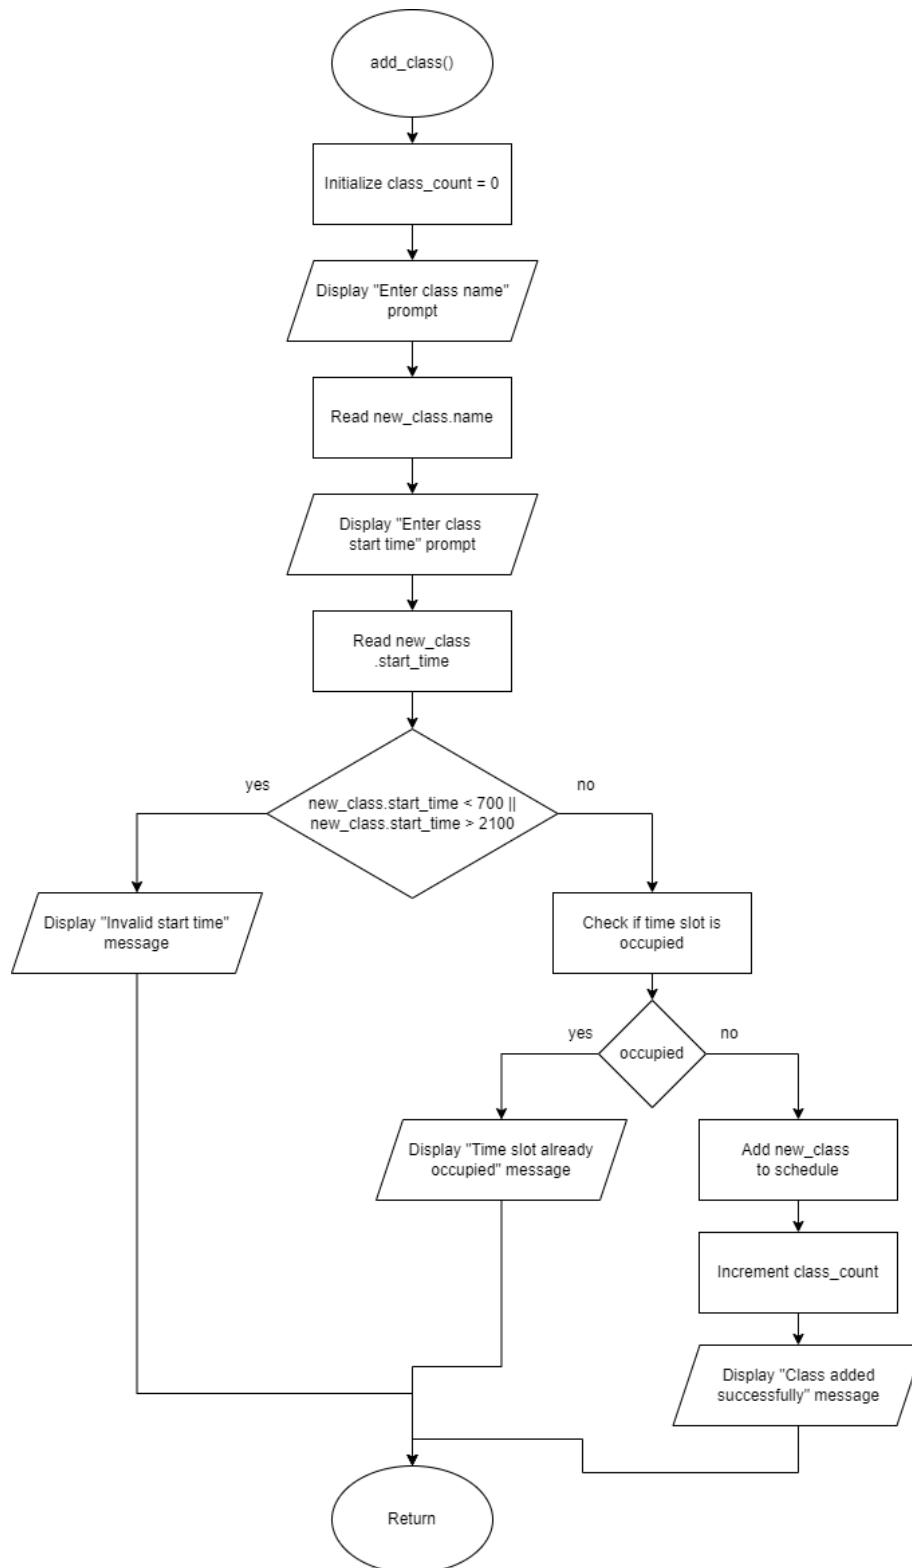 add_class()
Initialize class_count = 0
Display "Enter class name"
prompt
Read new_class.name
Display "Enter class
start time" prompt
Read new_class
.start_time
yes
no
new_class.start_time < 700 ||
new_class.start_time > 2100
Display "Invalid start time"
message
Check if time slot is
occupied
yes
no
occupied
Display "Time slot already
occupied" message
Add new_class
to schedule
Increment class_count
Display "Class added
successfully" message
Return